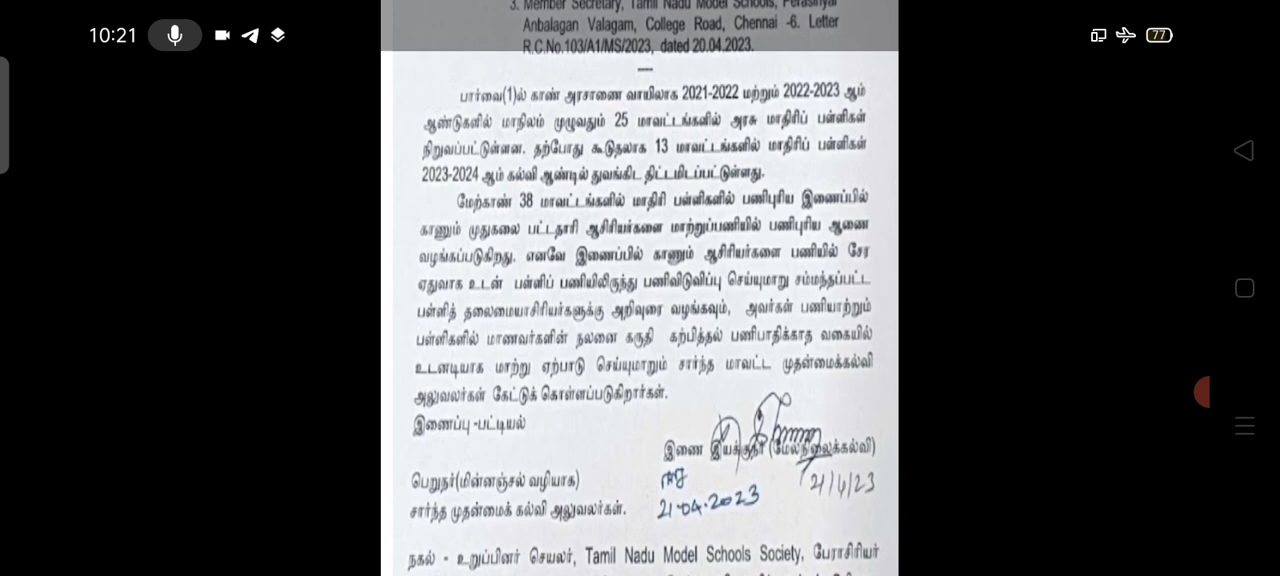 10:21
77
3. Member Secretary, Tamil Nadu Model Schools, Perasiriyar
Anbalagan Valagam, College Road, Chennai -6. Letter
R.C.No.103/A1/MS/2023, dated 20.04.2023.
பார்வை(1)ல் காண் அரசாணை வாயிலாக 2021-2022 மற்றும் 2022-2023 ஆம்
ஆண்டுகளில் மாநிலம் முழுவதும் 25 மாவட்டங்களில் அரசு மாதிரிப் பள்ளிகள்
நிறுவப்பட்டுள்ளன. தற்போது கூடுதலாக 13 மாவட்டங்களில் மாதிரிப் பள்ளிகள்
2023-2024 ஆம் கல்வி ஆண்டில் துவங்கிட திட்டமிடப்பட்டுள்ளது.
மேற்காண் 38 மாவட்டங்களில் மாதிரி பள்ளிகளில் பணிபுரிய இணைப்பில்
காணும் முதுகலை பட்டதாரி ஆசிரியர்களை மாற்றுப்பணியில் பணிபுரிய ஆணை
வழங்கப்படுகிறது. எனவே இணைப்பில் காணும் ஆசிரியர்களை பணியில் சேர
ஏதுவாக உடன் பள்ளிப் பணியிலிருந்து பணிவிடுவிப்பு செய்யுமாறு சம்மந்தப்பட்ட
பள்ளித் தலைமையாசிரியர்களுக்கு அறிவுரை வழங்கவும், அவர்கள் பணியாற்றும்
பள்ளிகளில் மாணவர்களின் நலனை கருதி கற்பித்தல் பணிபாதிக்காத வகையில்
உடனடியாக மாற்று ஏற்பாடு செய்யுமாறும் சார்ந்த மாவட்ட முதன்மைக்கல்வி
அலுவலர்கள் கேட்டுக் கொள்ளப்படுகிறார்கள்.
இணைப்பு -பட்டியல்
இணை இயக்குநர் (மேல்நிலைக்கல்வி)
பெறுநர்(மின்னஞ்சல் வழியாக)
21/4/23
சார்ந்த முதன்மைக் கல்வி அலுவலர்கள்.
21.04.2023
நகல் - உறுப்பினர் செயலர், Tamil Nadu Model Schools Society, பேராசிரியர்